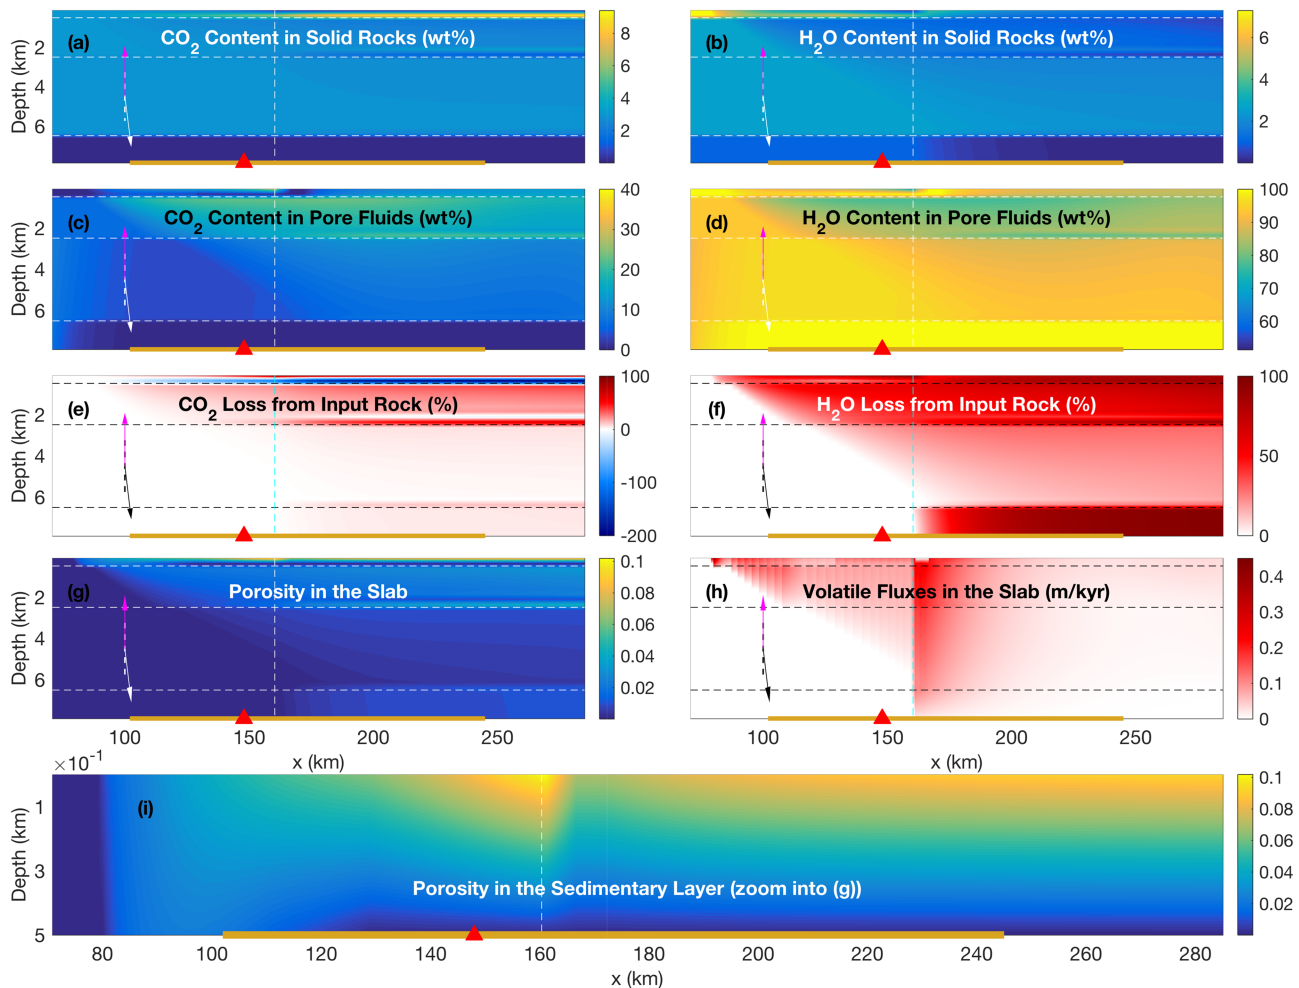 (a) CO2 Content in Solid Rocks (wt%)
Depth (km)
2
4
6
8
6
4
2
(b) H2O Content in Solid Rocks (wt%)
6
4
2
(c) CO2 Content in Pore Fluids (wt%)
Depth (km)
2
4
6
40
30
20
10
0
(d) H2O Content in Pore Fluids (wt%)
100
90
80
70
60
(e) CO2 Loss from Input Rock (%)
Depth (km)
2
4
6
100
0
-100
-200
(f) H2O Loss from Input Rock (%)
100
50
0
(g) Porosity in the Slab
Depth (km)
2
4
6
0.1
0.08
0.06
0.04
0.02
100 150 200 250
x (km)
(h) Volatile Fluxes in the Slab (m/kyr)
0.4
0.3
0.2
0.1
0
100 150 200 250
x (km)
×10-1
(i)
Depth (km)
1
3
5
Porosity in the Sedimentary Layer (zoom into (g))
0.1
0.08
0.06
0.04
0.02
80 100 120 140 160 180 200 220 240 260 280
x (km)